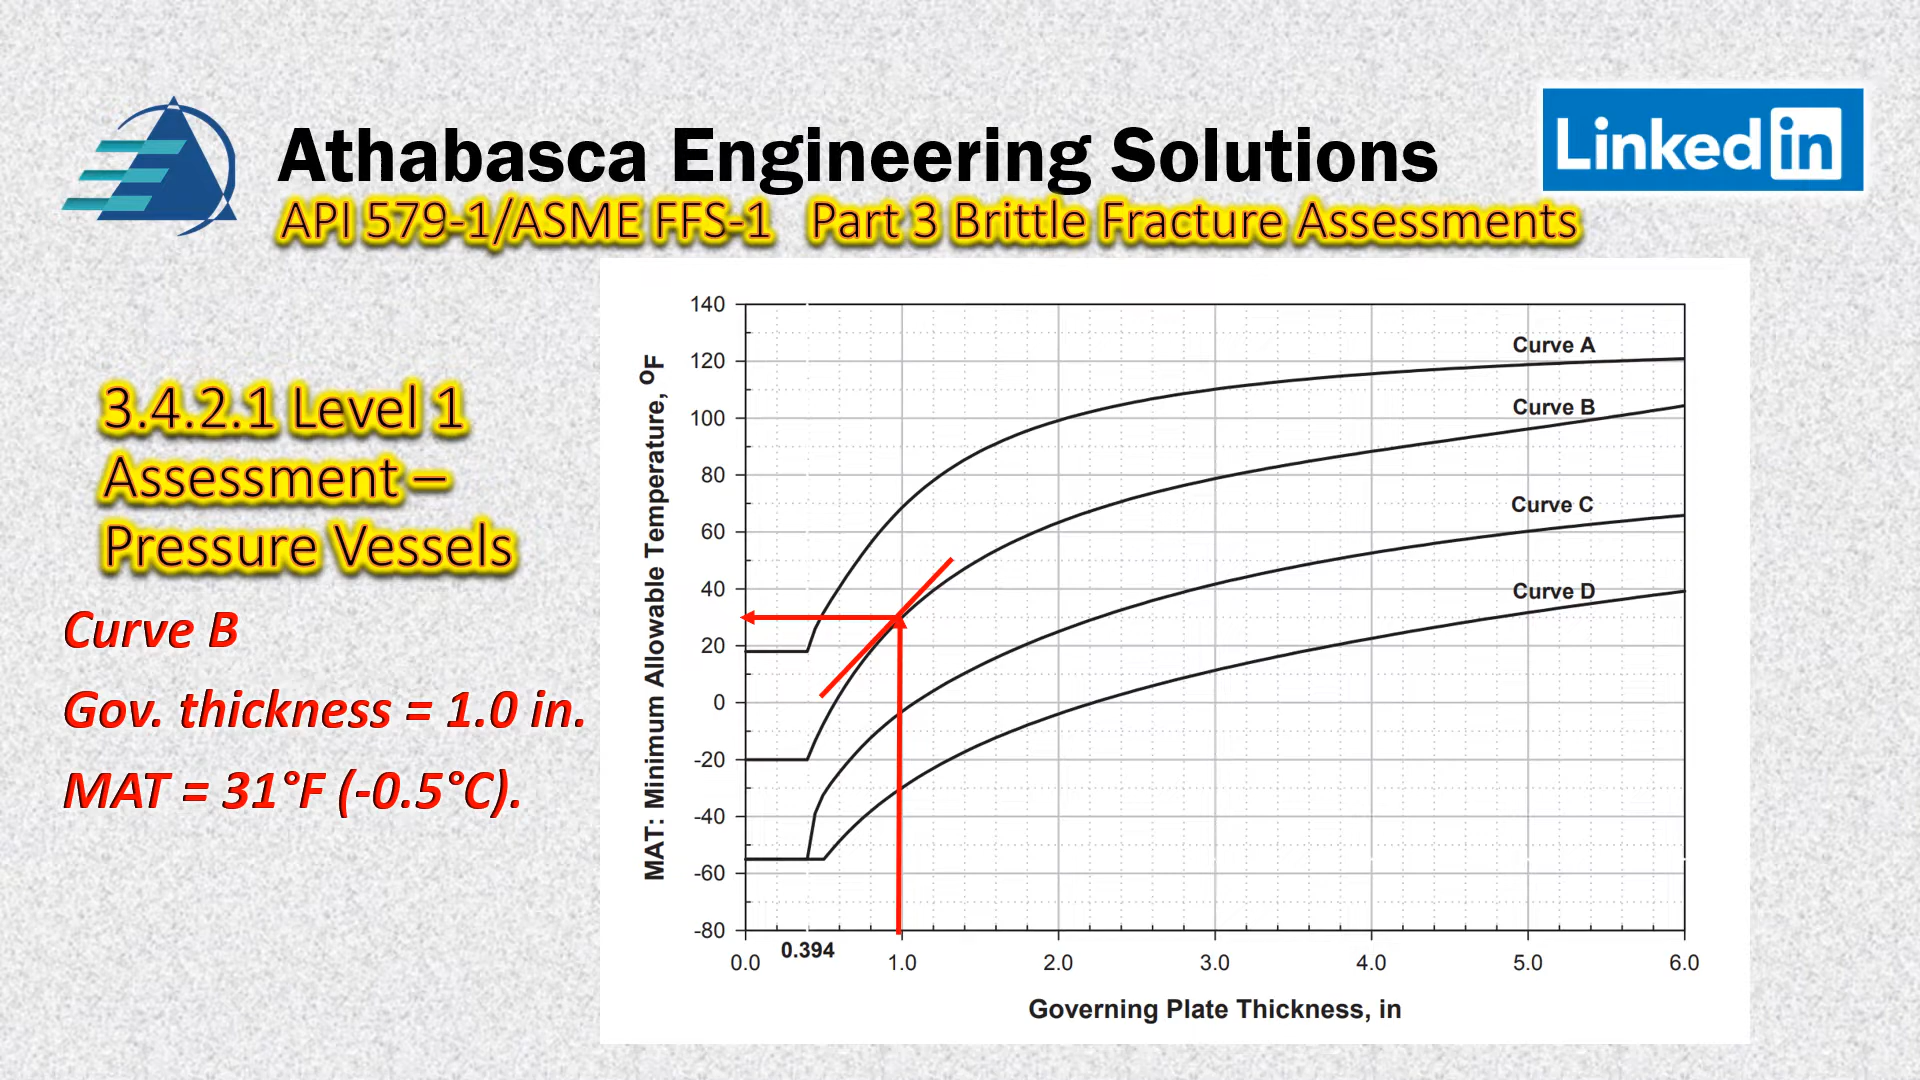 Athabasca Engineering Solutions
Linked in
API 579-1/ASME FFS-1 Part 3 Brittle Fracture Assessments
3.4.2.1 Level 1
Assessment –
Pressure Vessels
Curve B
Gov. thickness = 1.0 in.
MAT = 31°F (-0.5°C).
MAT: Minimum Allowable Temperature, ºF
140
120
100
80
60
40
20
0
-20
-40
-60
-80
Curve A
Curve B
Curve C
Curve D
0.394
0.0 1.0 2.0 3.0 4.0 5.0 6.0
Governing Plate Thickness, in